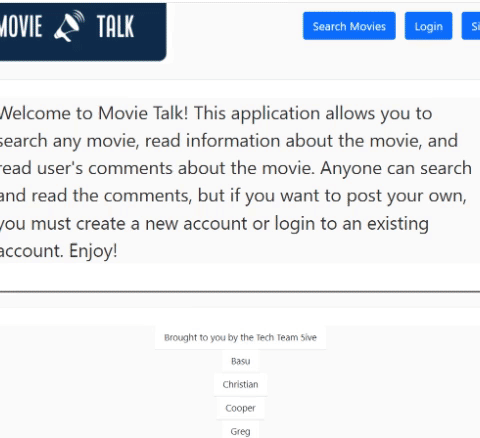 MOVIE TALK
Search Movies Login Si
Welcome to Movie Talk! This application allows you to
search any movie, read information about the movie, and
read user's comments about the movie. Anyone can search
and read the comments, but if you want to post your own,
you must create a new account or login to an existing
account. Enjoy!
Brought to you by the Tech Team 5ive
Basu
Christian
Cooper
Greg